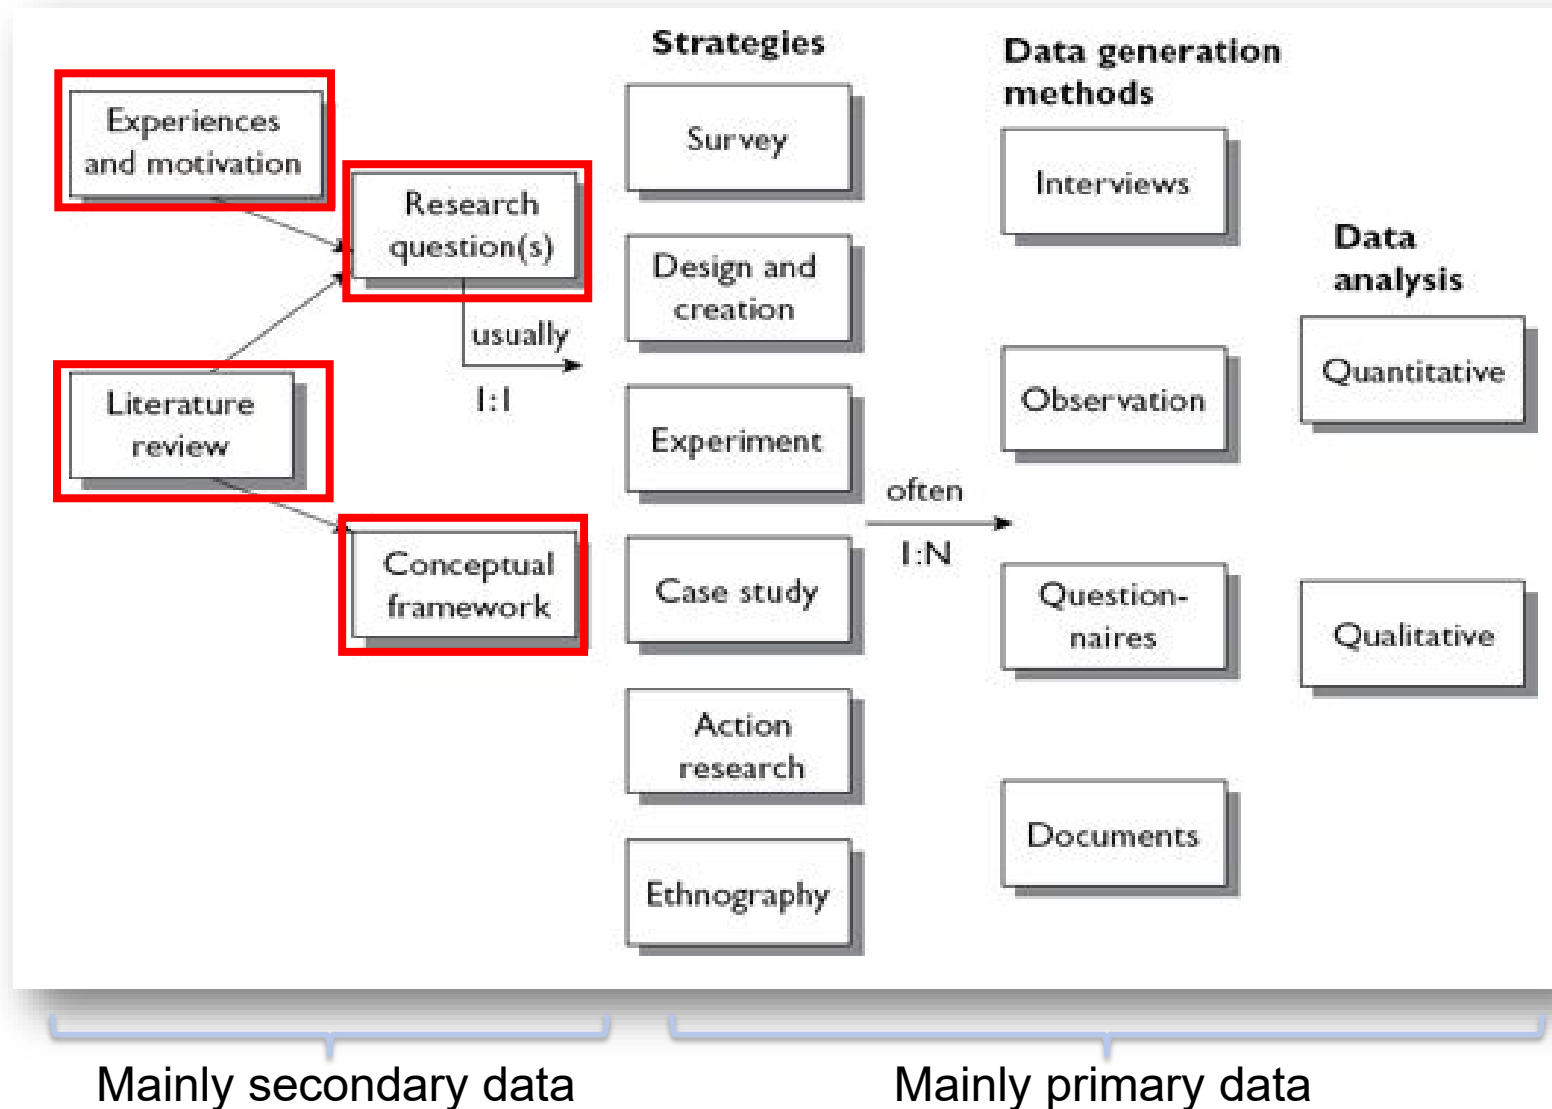 Experiences
and motivation
Research
question(s)
usually
1:1
Literature
review
Conceptual
framework
Strategies
Survey
Design and
creation
Experiment
Case study
Action
research
Ethnography
often
1:N
Data generation
methods
Interviews
Observation
Question-
naires
Documents
Data
analysis
Quantitative
Qualitative
Mainly secondary data
Mainly primary data